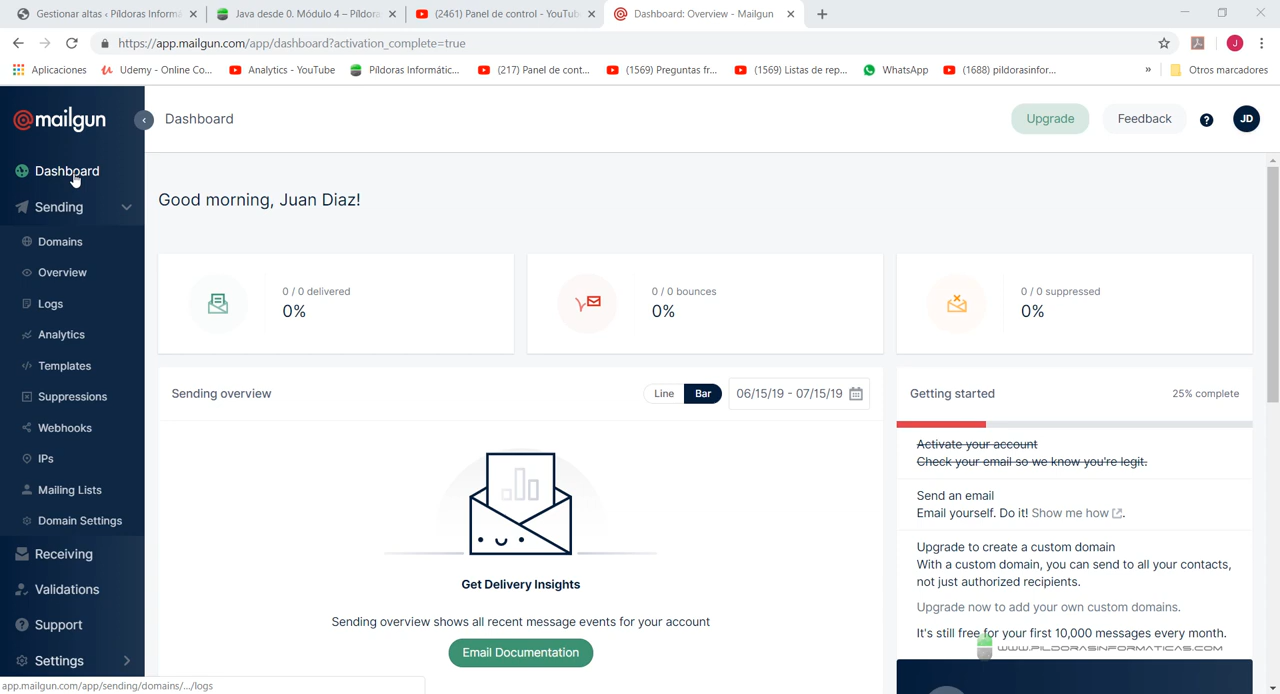 Gestionar altas ‹ Píldoras Informá
Java desde 0. Módulo 4 – Píldora
(2461) Panel de control - YouTub
Dashboard: Overview - Mailgun
https://app.mailgun.com/app/dashboard?activation_complete=true
J
Aplicaciones
Udemy - Online Co...
Analytics - YouTube
Píldoras Informátic...
(217) Panel de cont...
(1569) Preguntas fr...
(1569) Listas de rep...
WhatsApp
(1688) pildorasinfor...
»
Otros marcadores
@mailgun
Dashboard
Upgrade
Feedback
?
JD
Dashboard
Sending
Domains
Overview
Logs
Analytics
Templates
Suppressions
Webhooks
IPs
Mailing Lists
Domain Settings
Receiving
Validations
Support
Settings
Good morning, Juan Diaz!
0 / 0 delivered
0%
0 / 0 bounces
0%
0 / 0 suppressed
0%
Sending overview
Line
Bar
06/15/19 - 07/15/19
Get Delivery Insights
Sending overview shows all recent message events for your account
Email Documentation
Getting started
25% complete
Activate your account
Check your email so we know you're legit.
Send an email
Email yourself. Do it! Show me how.
Upgrade to create a custom domain
With a custom domain, you can send to all your contacts,
not just authorized recipients.
Upgrade now to add your own custom domains.
It's still free for your first 10,000 messages every month.
WWW.PILDORASINFORMATICAS.COM
app.mailgun.com/app/sending/domains/.../logs